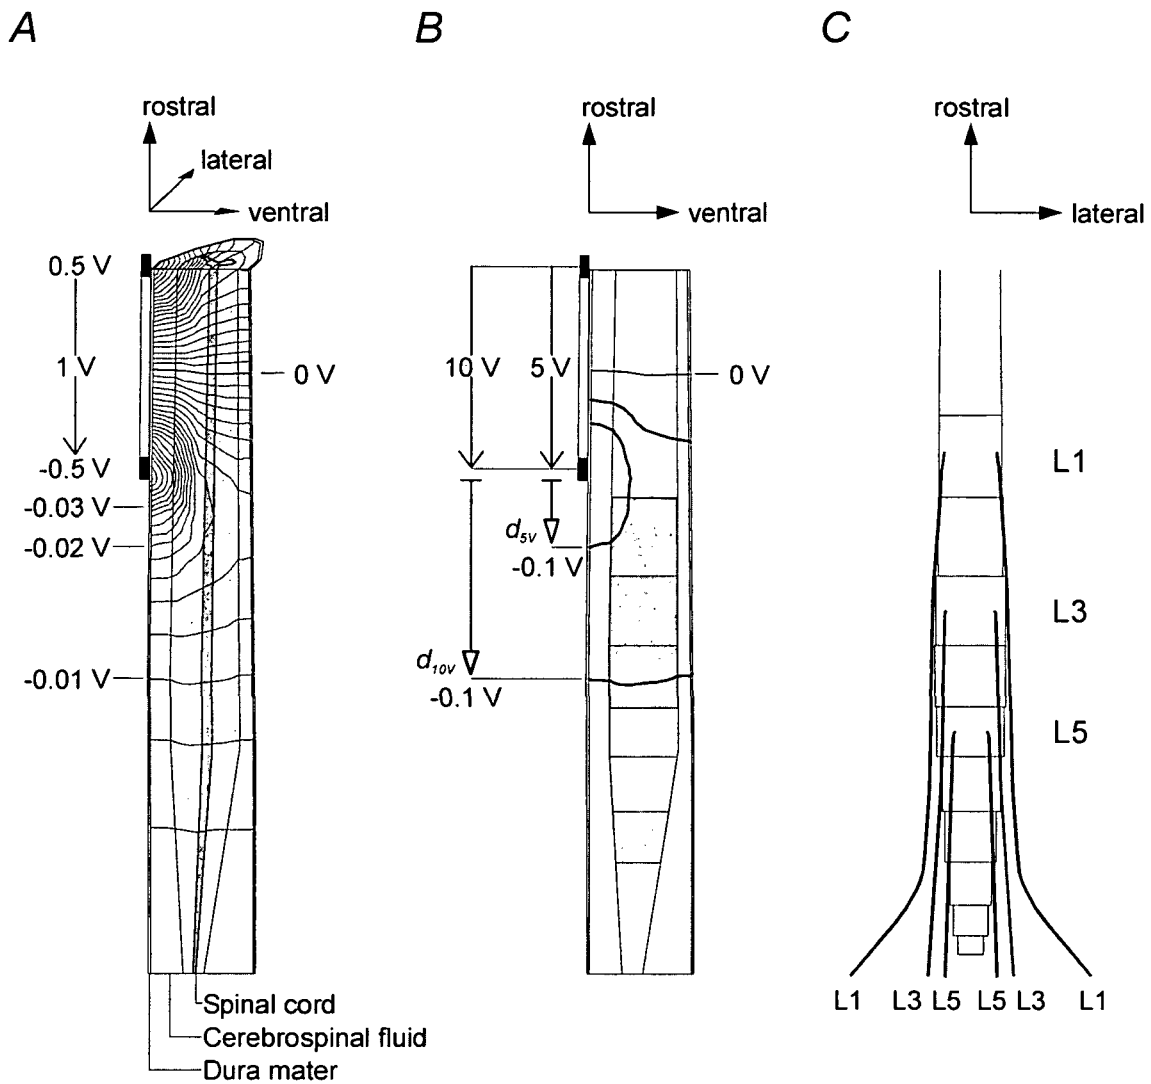 A
B
C
rostral
lateral
ventral
0.5 V
1 V
0 V
-0.5 V
-0.03 V
-0.02 V
-0.01 V
Spinal cord
Cerebrospinal fluid
Dura mater
rostral
ventral
10 V
5 V
0 V
d5V
-0.1 V
d10V
-0.1 V
rostral
lateral
L1
L3
L5
L1 L3 L5 L5 L3 L1